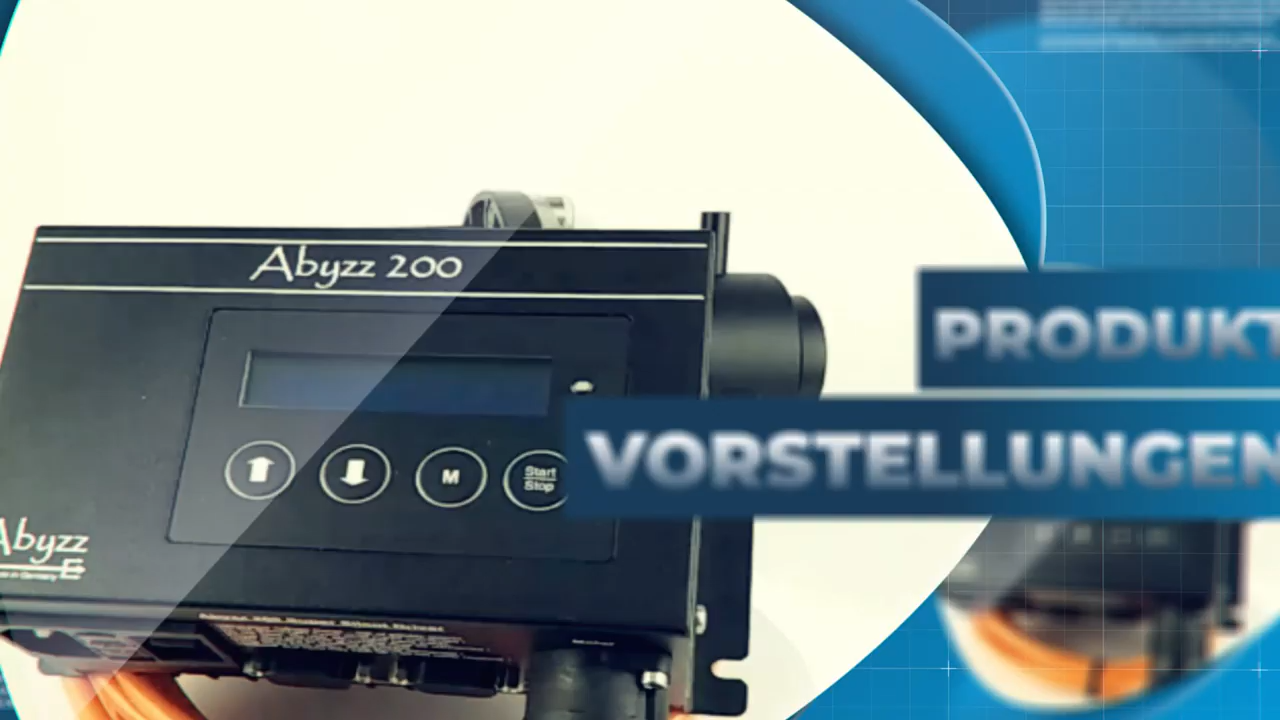 Abyzz 200
PRODUKT
VORSTELLUNGEN
M
Start
Stop
Abyzz